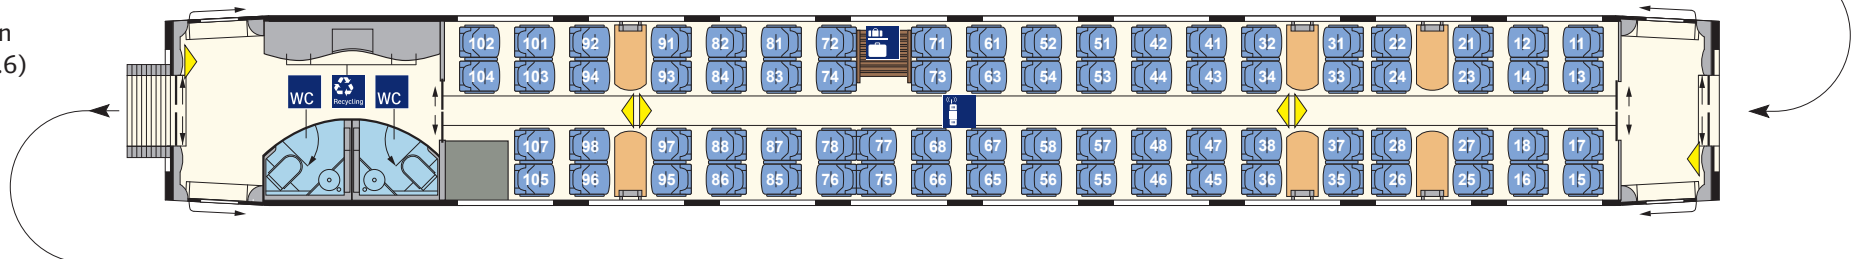 n
.6)
102 101 92 91 82 81 72 71 61 52 51 42 41 32 31 22 21 12 11
104 103 94 93 84 83 74 73 63 54 53 44 43 34 33 24 23 14 13
WC Recycling WC
107 98 97 88 87 78 77 68 67 58 57 48 47 38 37 28 27 18 17
105 96 95 86 85 76 75 66 65 56 55 46 45 36 35 26 25 16 15